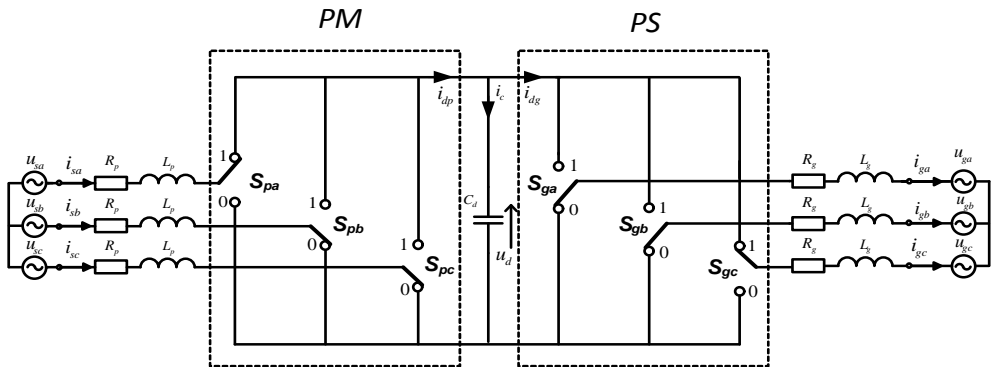 PM
PS
i_dp
i_c
i_dg
u_sa
i_sa
R_p
L_p
1
S_pa
0
u_sb
i_sb
R_p
L_p
1
S_pb
0
u_sc
i_sc
R_p
L_p
1
S_pc
0
C_d
u_d
1
S_ga
0
R_g
L_g
i_ga
u_ga
1
S_gb
0
R_g
L_g
i_gb
u_gb
1
S_gc
0
R_g
L_g
i_gc
u_gc